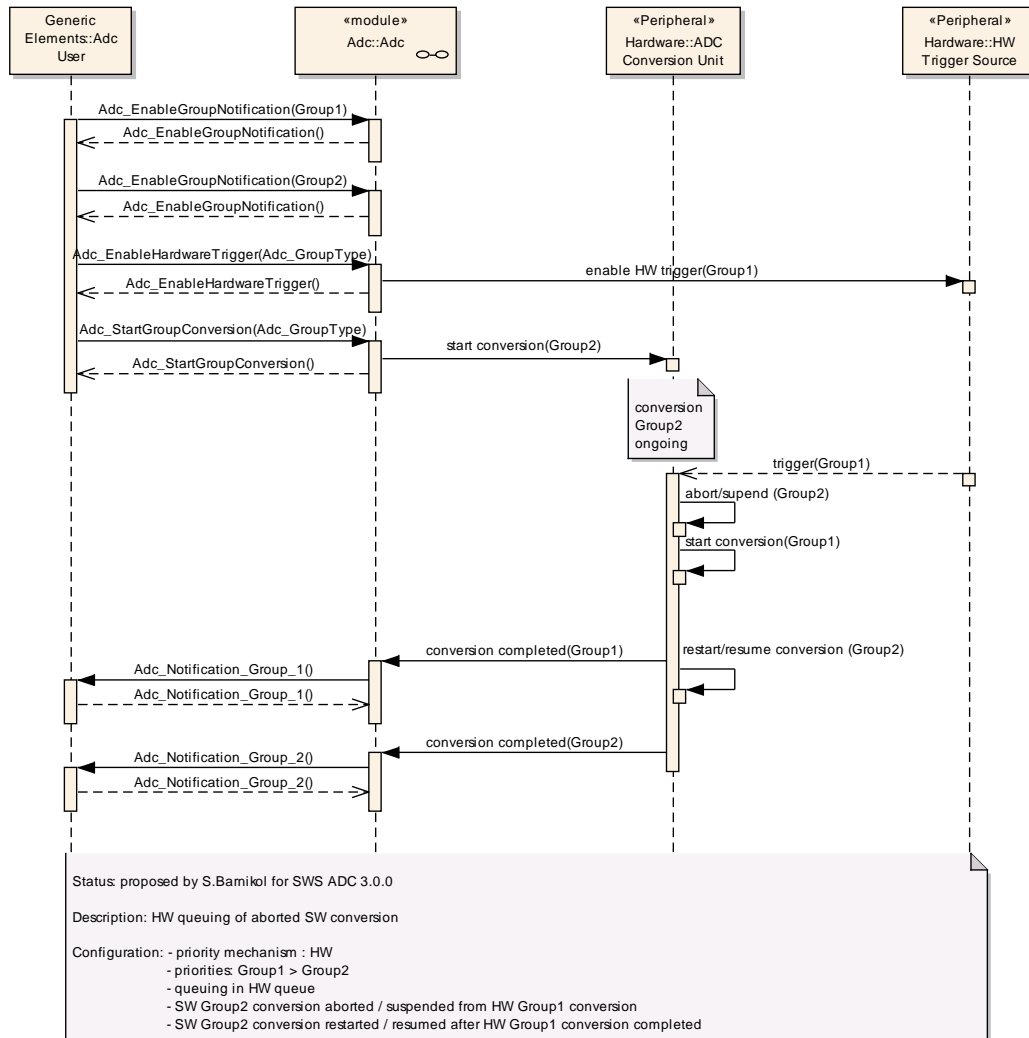 Generic
Elements::Adc
User
«module»
Adc::Adc
«Peripheral»
Hardware::ADC
Conversion Unit
«Peripheral»
Hardware::HW
Trigger Source
Adc_EnableGroupNotification(Group1)
Adc_EnableGroupNotification()
Adc_EnableGroupNotification(Group2)
Adc_EnableGroupNotification()
Adc_EnableHardwareTrigger(Adc_GroupType)
enable HW trigger(Group1)
Adc_EnableHardwareTrigger()
Adc_StartGroupConversion(Adc_GroupType)
start conversion(Group2)
Adc_StartGroupConversion()
conversion
Group2
ongoing
trigger(Group1)
abort/supend (Group2)
start conversion(Group1)
conversion completed(Group1)
restart/resume conversion (Group2)
Adc_Notification_Group_1()
Adc_Notification_Group_1()
conversion completed(Group2)
Adc_Notification_Group_2()
Adc_Notification_Group_2()
Status: proposed by S.Barnikol for SWS ADC 3.0.0
Description: HW queuing of aborted SW conversion
Configuration: - priority mechanism : HW
- priorities: Group1 > Group2
- queuing in HW queue
- SW Group2 conversion aborted / suspended from HW Group1 conversion
- SW Group2 conversion restarted / resumed after HW Group1 conversion completed